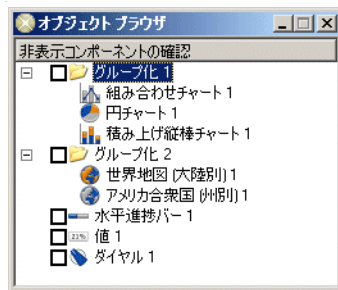 オブジェクト ブラウザ
非表示コンポーネントの確認
グループ化 1
組み合わせチャート 1
円チャート 1
積み上げ縦棒チャート 1
グループ化 2
世界地図 (大陸別) 1
アメリカ合衆国 (州別) 1
水平進捗バー 1
値 1
ダイヤル 1